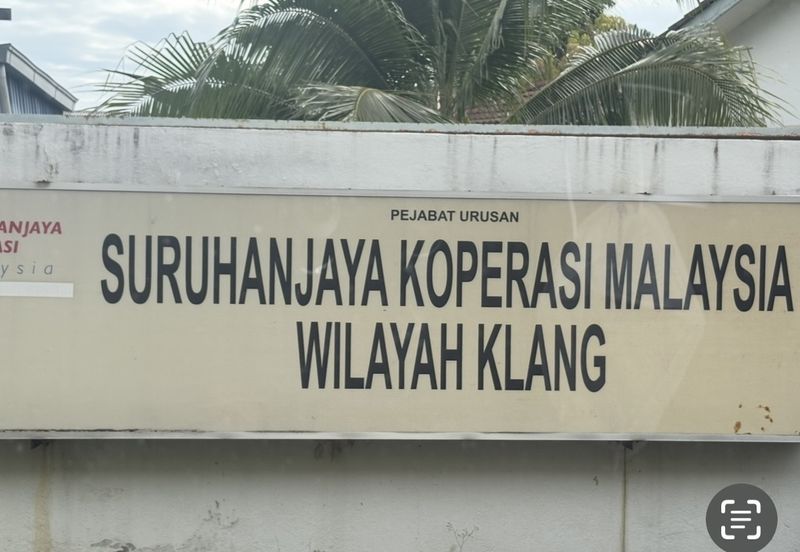 PEJABAT URUSAN
SURUHANJAYA KOPERASI MALAYSIA
WILAYAH KLANG